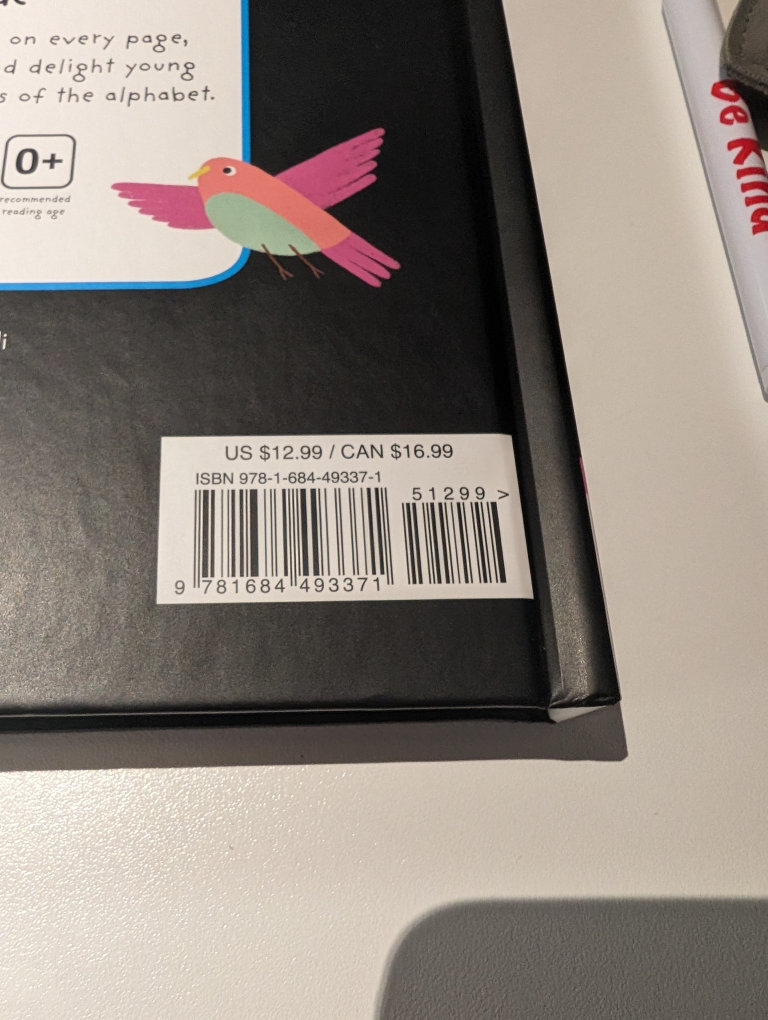 on every page,
delight young
of the alphabet.
0+
recommended
reading age
US $12.99 / CAN $16.99
ISBN 978-1-684-49337-1
51299 >
9 781684 493371
be kind